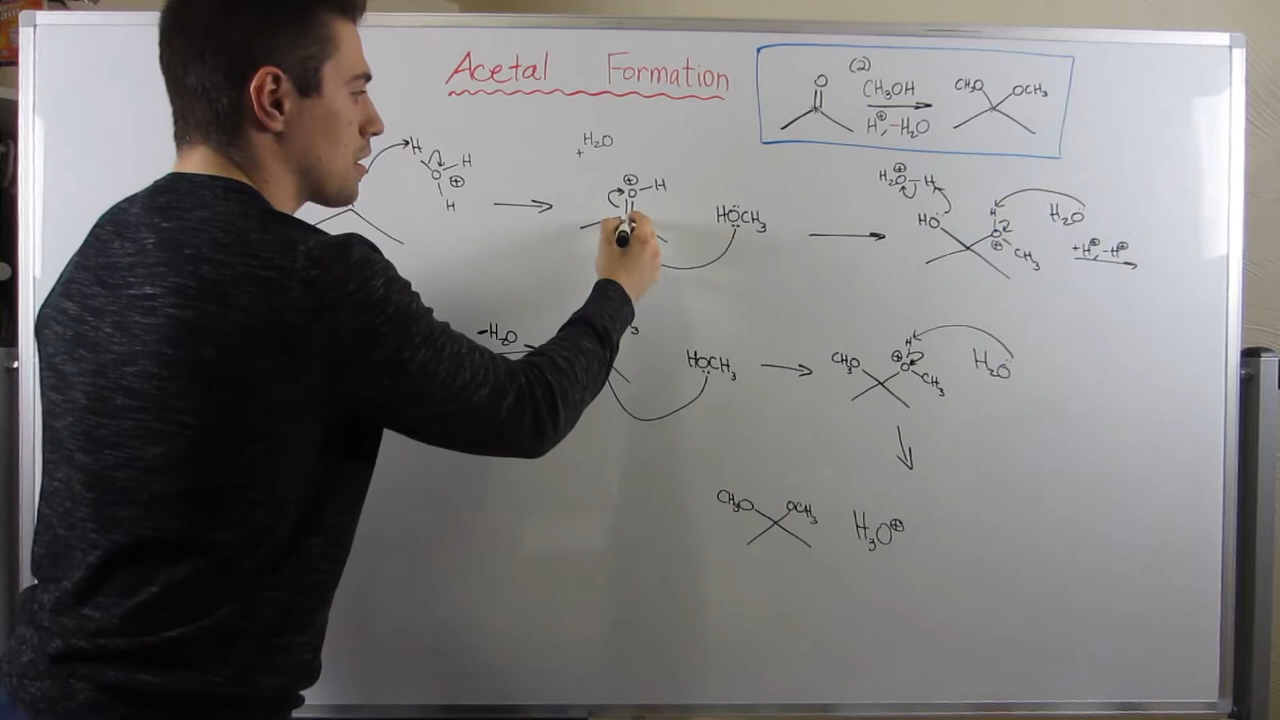 Acetal Formation
O (2) CH₃OH H⊕, -H₂O CH₃O OCH₃
H O H ⊕ H
+ H₂O
⊕ O H HÖCH₃
H₂O⊕-H HO H O ⊕ CH₃ H₂O
+H⊕, -H⊕
-H₂O
3
HOCH₃
CH₃O H ⊕ O CH₃ H₂O
CH₃O OCH₃ H₃O⊕